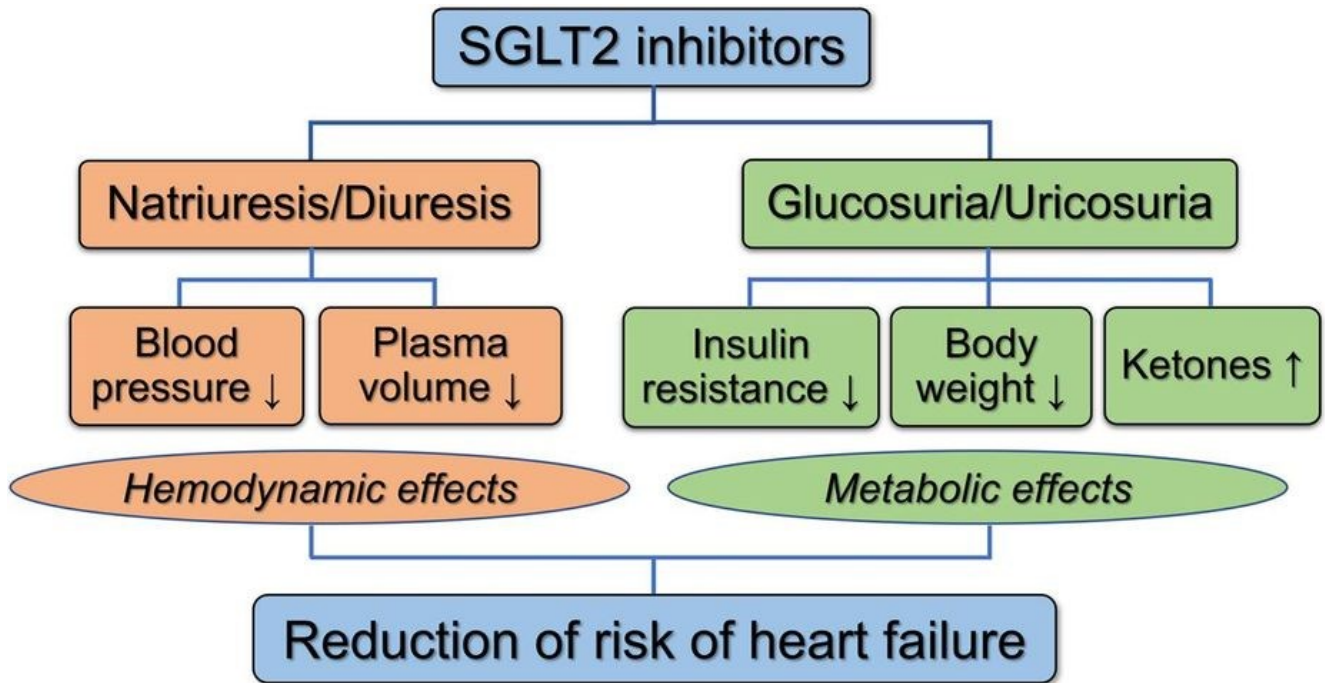 SGLT2 inhibitors
Natriuresis/Diuresis
Glucosuria/Uricosuria
Blood
pressure ↓
Plasma
volume ↓
Insulin
resistance ↓
Body
weight ↓
Ketones ↑
Hemodynamic effects
Metabolic effects
Reduction of risk of heart failure